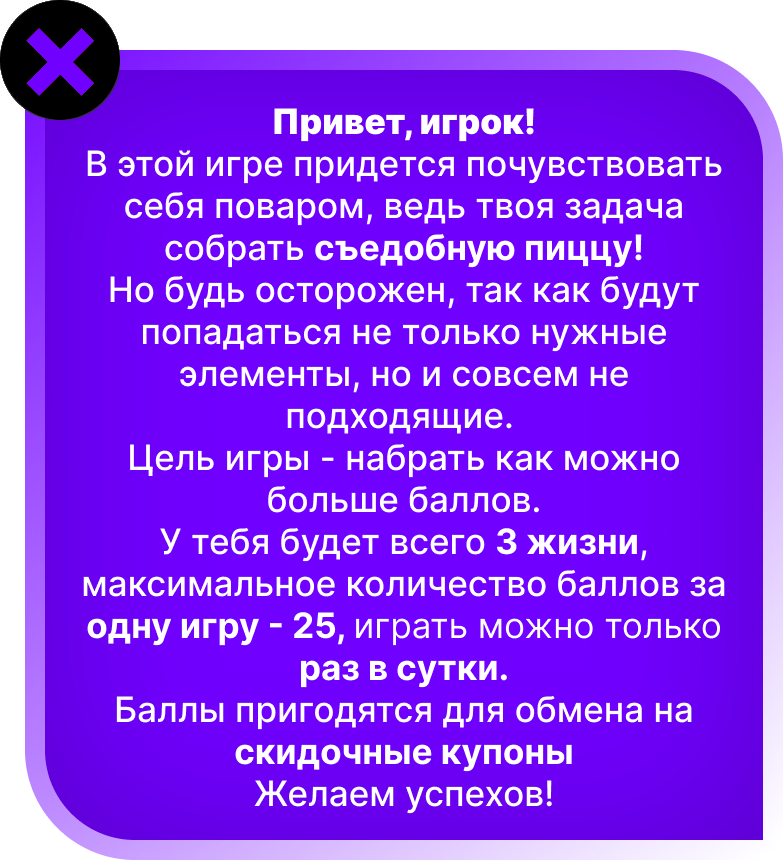 Привет, игрок!
В этой игре придется почувствовать
себя поваром, ведь твоя задача
собрать съедобную пиццу!
Но будь осторожен, так как будут
попадаться не только нужные
элементы, но и совсем не
подходящие.
Цель игры - набрать как можно
больше баллов.
У тебя будет всего 3 жизни,
максимальное количество баллов за
одну игру - 25, играть можно только
раз в сутки.
Баллы пригодятся для обмена на
скидочные купоны
Желаем успехов!